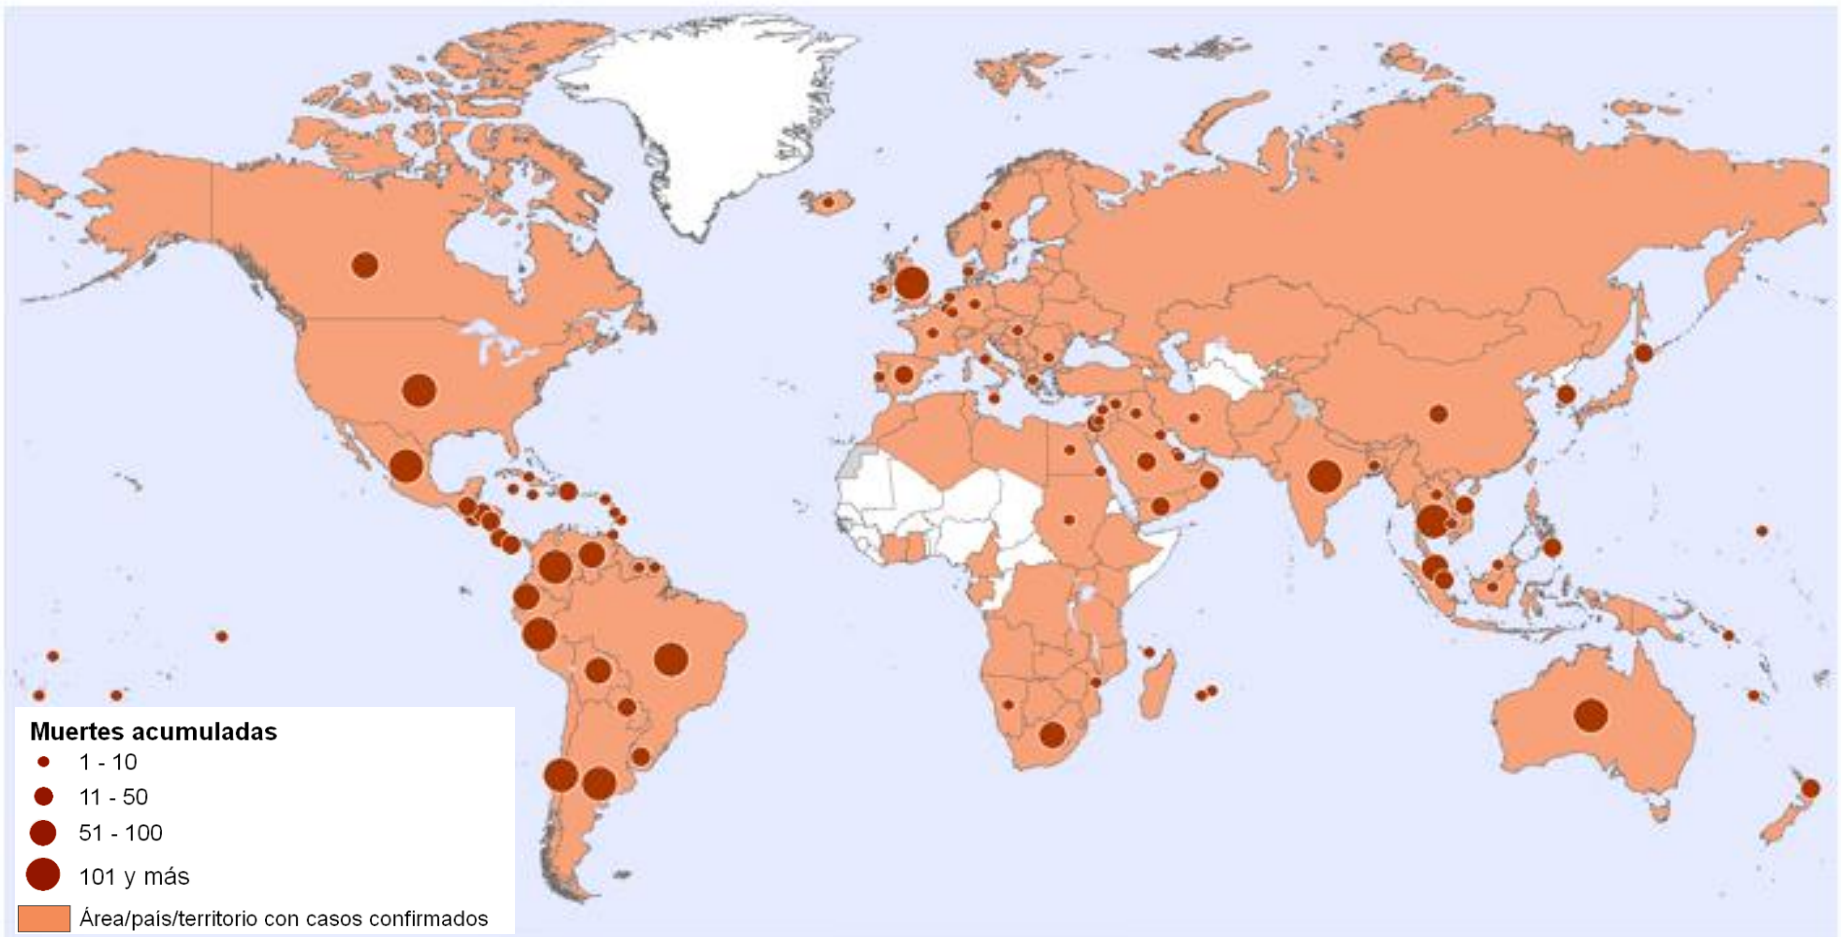 Muertes acumuladas
1 - 10
11 - 50
51 - 100
101 y más
Área/país/territorio con casos confirmados